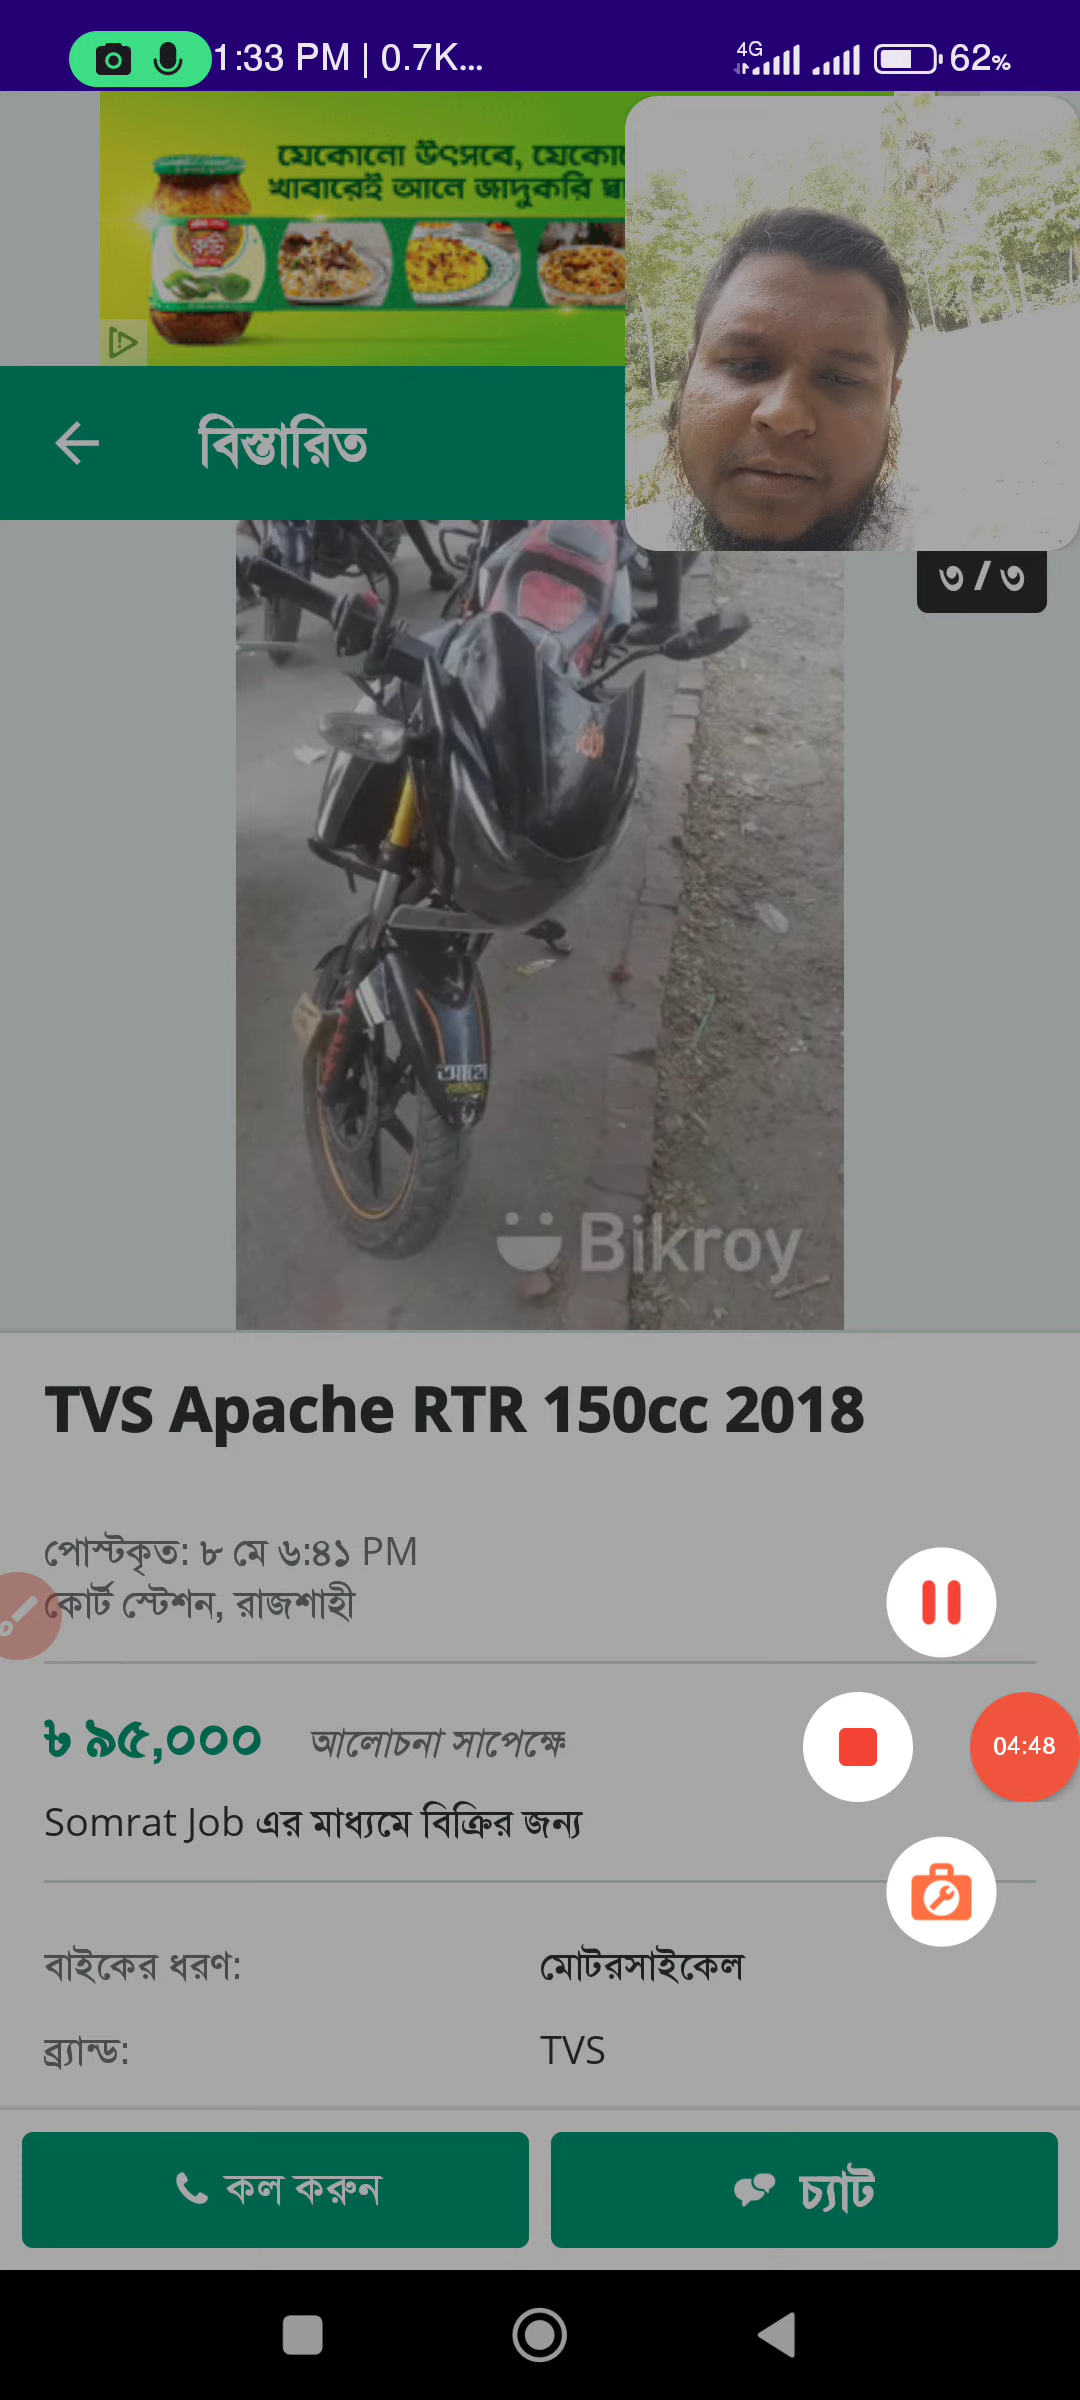 1:33 PM | 0.7K...
4G
62%
যেকোনো উৎসবে, যেকো
খাবারেই আনে জাদুকরি
রুচি
বিস্তারিত
৩ / ৩
Bikroy
TVS Apache RTR 150cc 2018
পোস্টকৃত: ৮ মে ৬:৪১ PM
কোর্ট স্টেশন, রাজশাহী
৳ ৯৫,০০০ আলোচনা সাপেক্ষে
04:48
Somrat Job এর মাধ্যমে বিক্রির জন্য
বাইকের ধরণ: মোটরসাইকেল
ব্র্যান্ড: TVS
কল করুন
চ্যাট